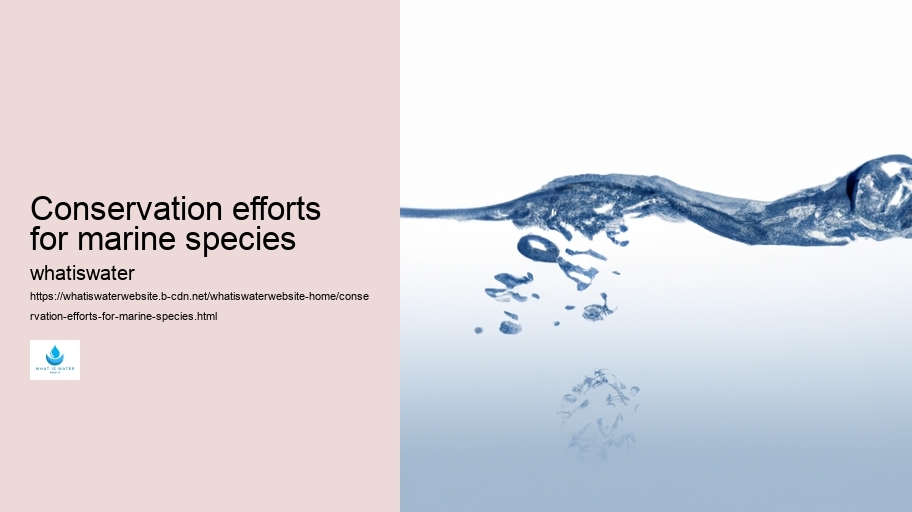 Conservation efforts
for marine species
whatiswater
https://whatiswaterwebsite.b-cdn.net/whatiswaterwebsite-home/conse
rvation-efforts-for-marine-species.html
WHAT IS WATER